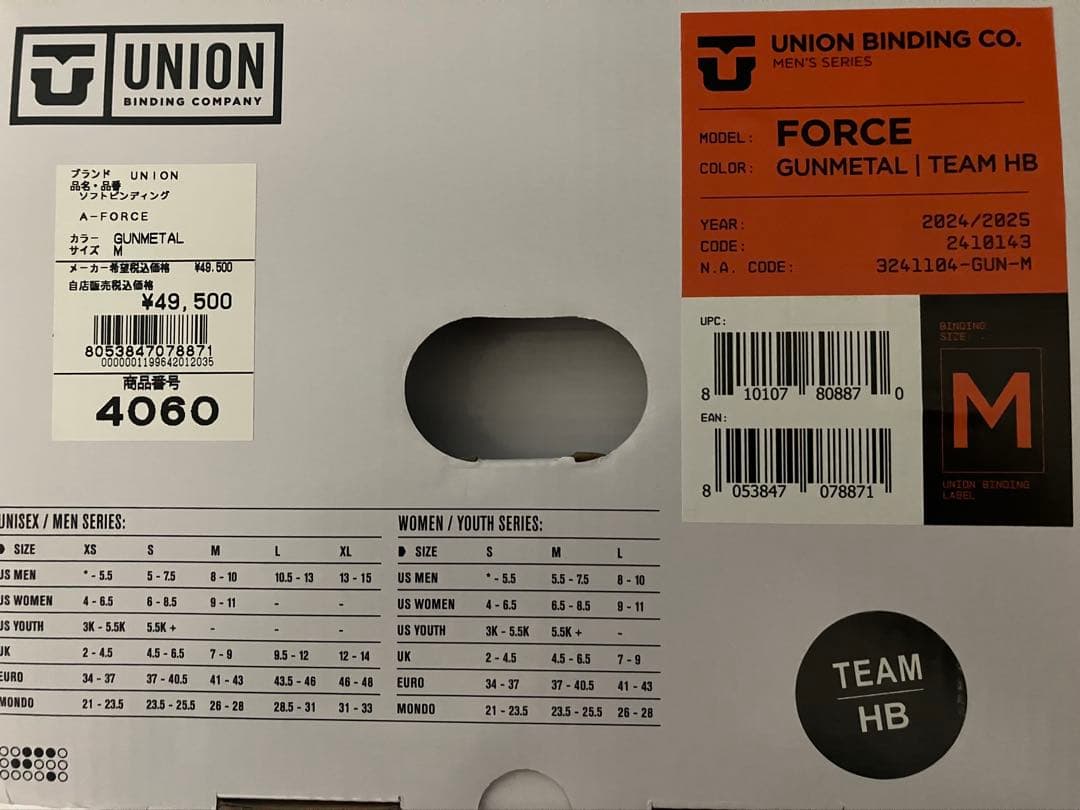 UNION
BINDING COMPANY
ブランド UNION
品名・品番
ソフトビンディング
A-FORCE
カラー GUNMETAL
サイズ M
メーカー希望税込価格 ¥49,500
自店販売税込価格
¥49,500
8053847078871
0000001199642012035
商品番号
4060
UNION BINDING CO.
MEN'S SERIES
MODEL: FORCE
COLOR: GUNMETAL | TEAM HB
YEAR: 2024/2025
CODE: 2410143
N.A. CODE: 3241104-GUN-M
UPC:
8 10107 80887 0
EAN:
8 053847 078871
BINDING
SIZE:
M
UNION BINDING
LABEL
UNISEX / MEN SERIES:
SIZE XS S M L XL
US MEN * - 5.5 5 - 7.5 8 - 10 10.5 - 13 13 - 15
US WOMEN 4 - 6.5 6 - 8.5 9 - 11 - -
US YOUTH 3K - 5.5K 5.5K + - - -
UK 2 - 4.5 4.5 - 6.5 7 - 9 9.5 - 12 12 - 14
EURO 34 - 37 37 - 40.5 41 - 43 43.5 - 46 46 - 48
MONDO 21 - 23.5 23.5 - 25.5 26 - 28 28.5 - 31 31 - 33
WOMEN / YOUTH SERIES:
SIZE S M L
US MEN * - 5.5 5.5 - 7.5 8 - 10
US WOMEN 4 - 6.5 6.5 - 8.5 9 - 11
US YOUTH 3K - 5.5K 5.5K + -
UK 2 - 4.5 4.5 - 6.5 7 - 9
EURO 34 - 37 37 - 40.5 41 - 43
MONDO 21 - 23.5 23.5 - 25.5 26 - 28
TEAM
HB